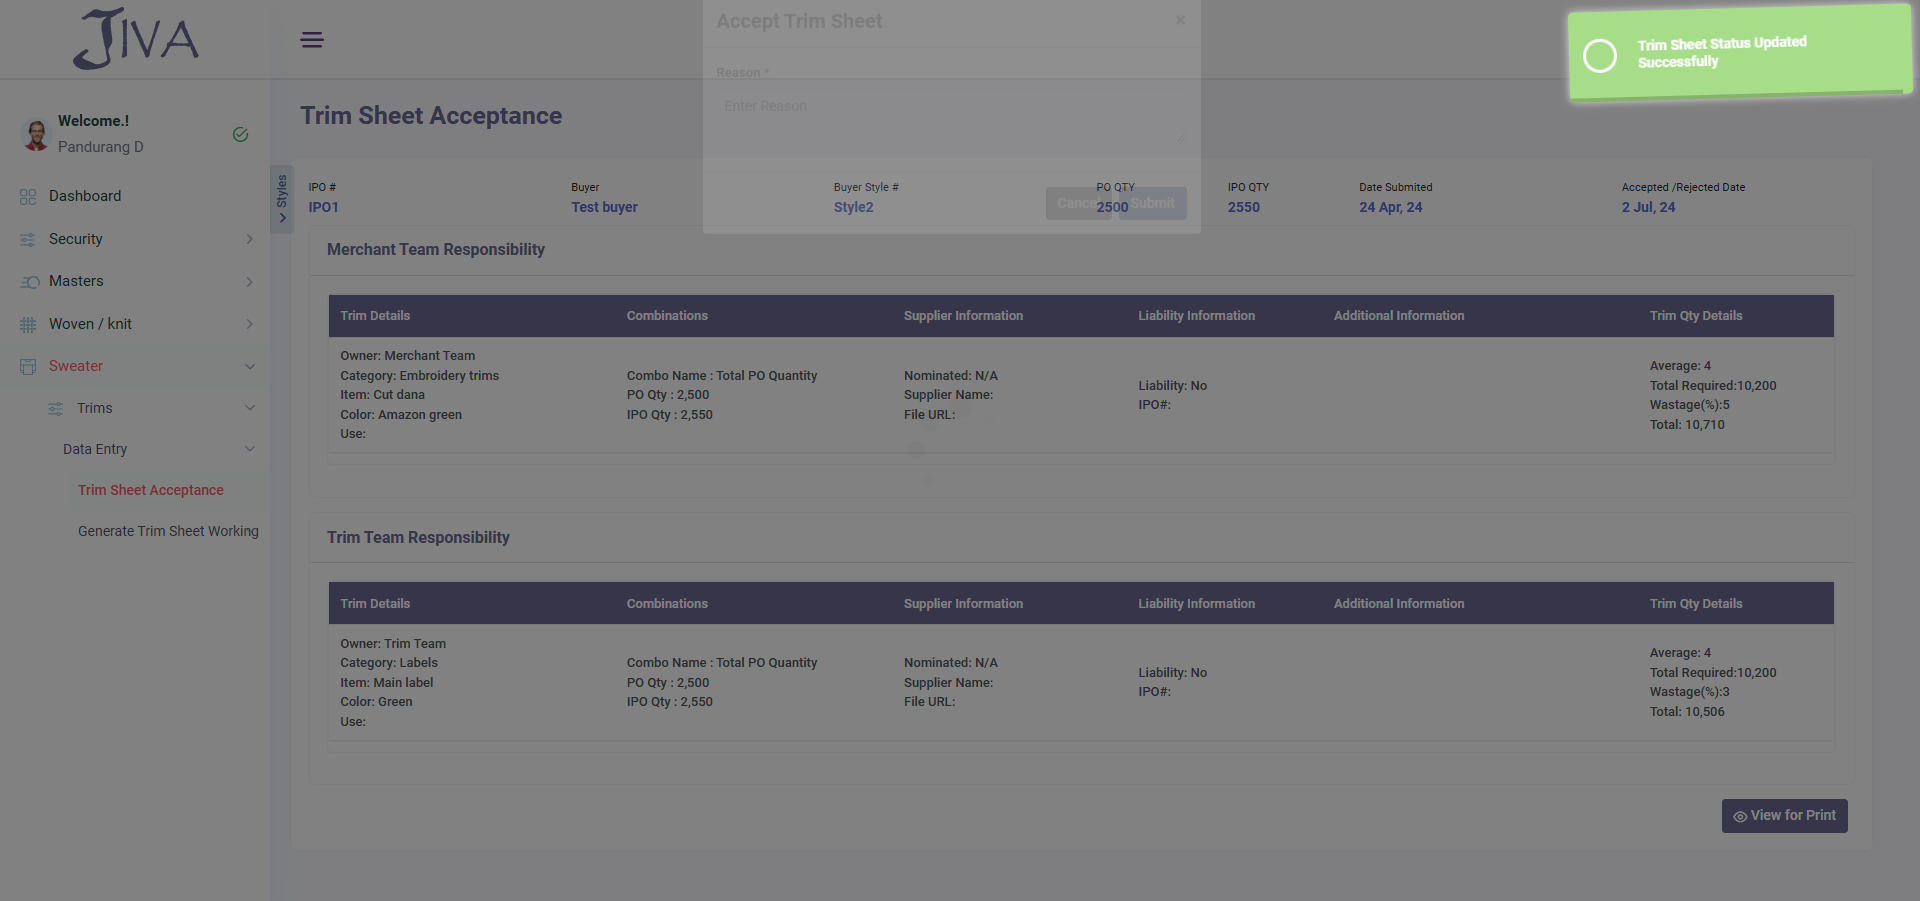 JIVA
Accept Trim Sheet
×
Trim Sheet Status Updated
Successfully
Reason *
Enter Reason
Cancel
Submit
Welcome.!
Pandurang D
Dashboard
Security
Masters
Woven / knit
Sweater
Trims
Data Entry
Trim Sheet Acceptance
Generate Trim Sheet Working
Styles
Trim Sheet Acceptance
IPO # Buyer Buyer Style # PO QTY IPO QTY Date Submited Accepted /Rejected Date
IPO1 Test buyer Style2 2500 2550 24 Apr, 24 2 Jul, 24
Merchant Team Responsibility
Trim Details Combinations Supplier Information Liability Information Additional Information Trim Qty Details
Owner: Merchant Team
Category: Embroidery trims
Item: Cut dana
Color: Amazon green
Use:
Combo Name : Total PO Quantity
PO Qty : 2,500
IPO Qty : 2,550
Nominated: N/A
Supplier Name:
File URL:
Liability: No
IPO#:
Average: 4
Total Required:10,200
Wastage(%):5
Total: 10,710
Trim Team Responsibility
Trim Details Combinations Supplier Information Liability Information Additional Information Trim Qty Details
Owner: Trim Team
Category: Labels
Item: Main label
Color: Green
Use:
Combo Name : Total PO Quantity
PO Qty : 2,500
IPO Qty : 2,550
Nominated: N/A
Supplier Name:
File URL:
Liability: No
IPO#:
Average: 4
Total Required:10,200
Wastage(%):3
Total: 10,506
View for Print